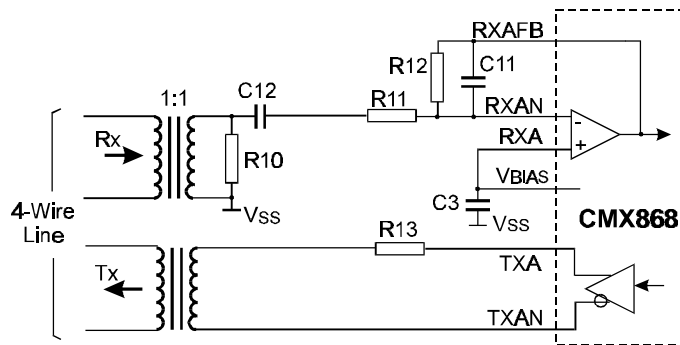 RXAFB
R12
C11
1:1
C12
R11
RXAN
Rx
R10
RXA
-
+
VSS
VBIAS
C3
VSS
CMX868
4-Wire
Line
R13
Tx
TXA
TXAN